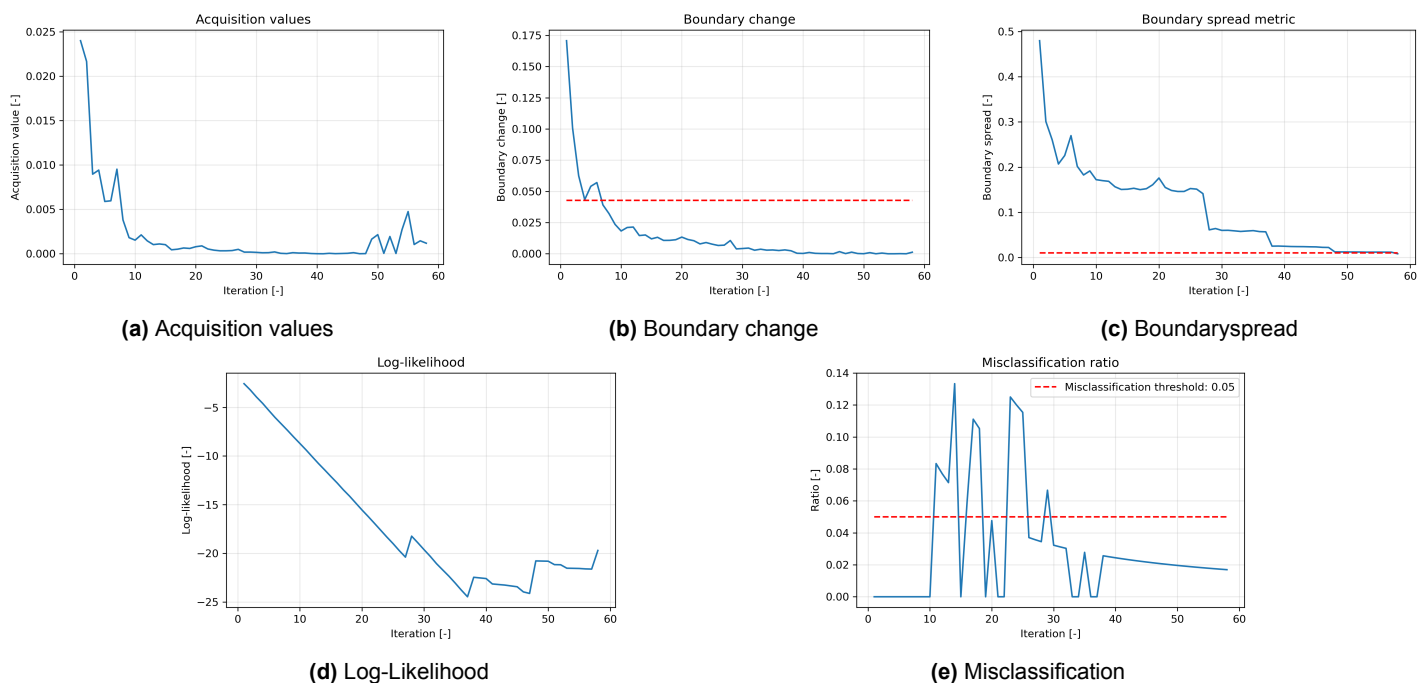 Acquisition values
0.025
0.020
0.015
0.010
0.005
0.000
Acquisition value [-]
0 10 20 30 40 50 60
Iteration [-]
(a) Acquisition values
Boundary change
0.175
0.150
0.125
0.100
0.075
0.050
0.025
0.000
Boundary change [-]
0 10 20 30 40 50 60
Iteration [-]
(b) Boundary change
Boundary spread metric
0.5
0.4
0.3
0.2
0.1
0.0
Boundary spread [-]
0 10 20 30 40 50 60
Iteration [-]
(c) Boundaryspread
Log-likelihood
−5
−10
−15
−20
−25
Log-likelihood [-]
0 10 20 30 40 50 60
Iteration [-]
(d) Log-Likelihood
Misclassification ratio
Misclassification threshold: 0.05
0.14
0.12
0.10
0.08
0.06
0.04
0.02
0.00
Ratio [-]
0 10 20 30 40 50 60
Iteration [-]
(e) Misclassification